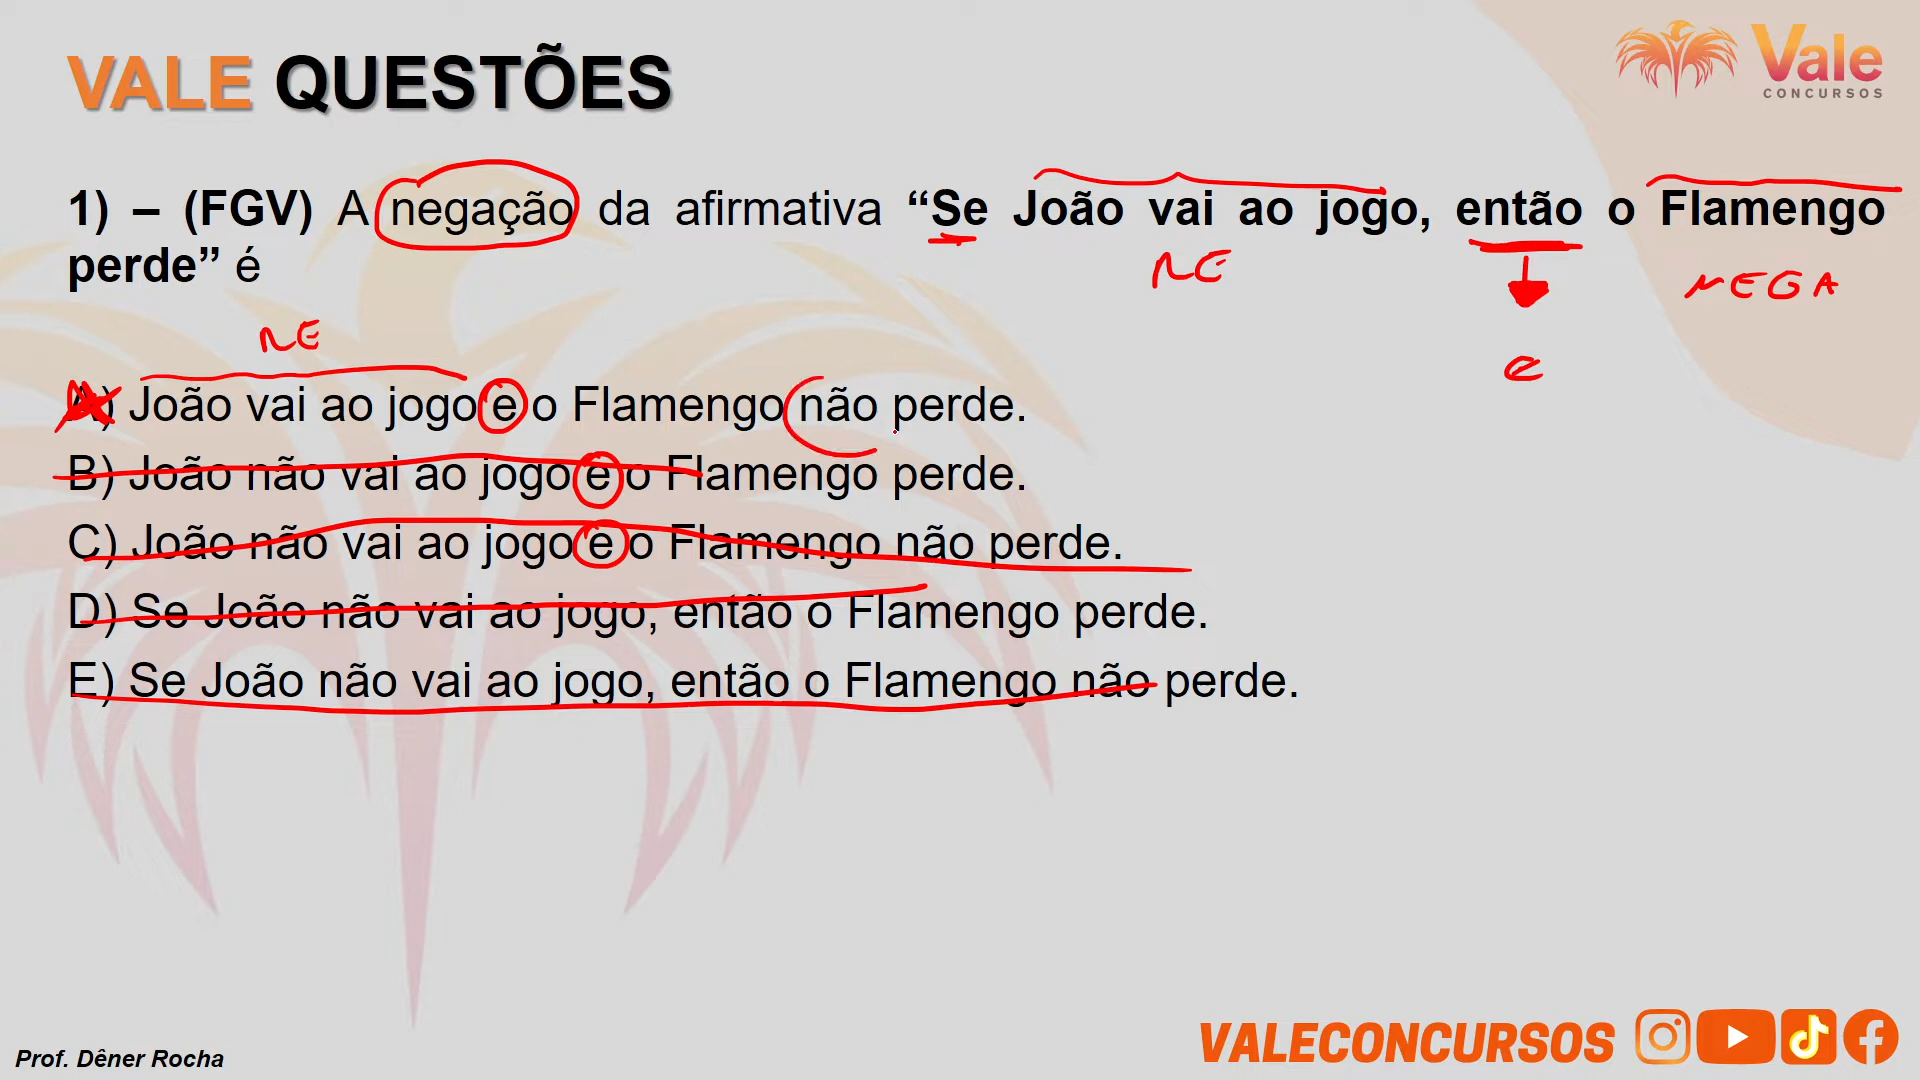 VALE QUESTÕES
Vale
CONCURSOS
1) – (FGV) A negação da afirmativa “Se João vai ao jogo, então o Flamengo
perde” é
NE
NEGA
NE
e
A) João vai ao jogo e o Flamengo não perde.
B) João não vai ao jogo e o Flamengo perde.
C) João não vai ao jogo e o Flamengo não perde.
D) Se João não vai ao jogo, então o Flamengo perde.
E) Se João não vai ao jogo, então o Flamengo não perde.
VALECONCURSOS
Prof. Dêner Rocha